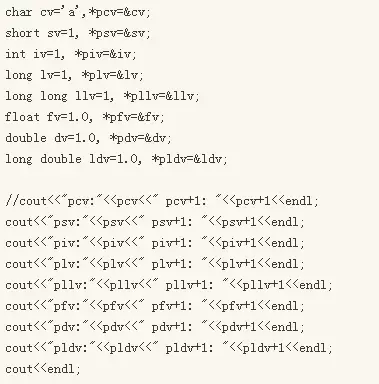 char cv='a',*pcv=&cv;
short sv=1, *psv=&sv;
int iv=1, *piv=&iv;
long lv=1, *plv=&lv;
long long llv=1, *pllv=&llv;
float fv=1.0, *pfv=&fv;
double dv=1.0, *pdv=&dv;
long double ldv=1.0, *pldv=&ldv;
//cout<<"pcv:"<<pcv<<" pcv+1: "<<pcv+1<<endl;
cout<<"psv:"<<psv<<" psv+1: "<<psv+1<<endl;
cout<<"piv:"<<piv<<" piv+1: "<<piv+1<<endl;
cout<<"plv:"<<plv<<" plv+1: "<<plv+1<<endl;
cout<<"pllv:"<<pllv<<" pllv+1: "<<pllv+1<<endl;
cout<<"pfv:"<<pfv<<" pfv+1: "<<pfv+1<<endl;
cout<<"pdv:"<<pdv<<" pdv+1: "<<pdv+1<<endl;
cout<<"pldv:"<<pldv<<" pldv+1: "<<pldv+1<<endl;
cout<<endl;